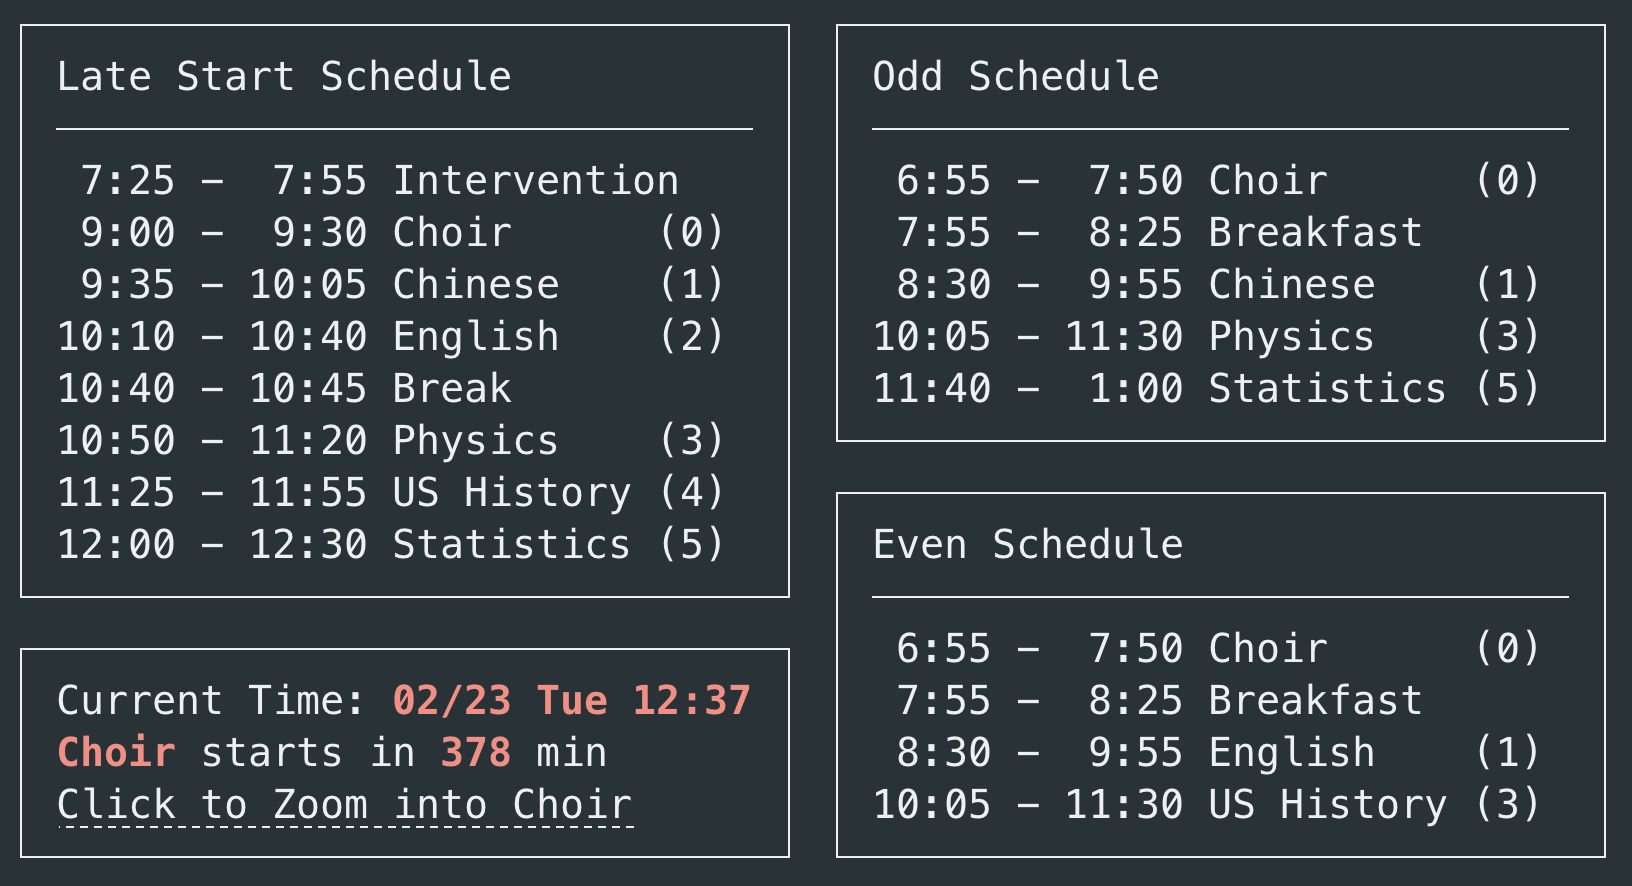 Late Start Schedule
7:25 – 7:55 Intervention
9:00 – 9:30 Choir (0)
9:35 – 10:05 Chinese (1)
10:10 – 10:40 English (2)
10:40 – 10:45 Break
10:50 – 11:20 Physics (3)
11:25 – 11:55 US History (4)
12:00 – 12:30 Statistics (5)
Current Time: 02/23 Tue 12:37
Choir starts in 378 min
Click to Zoom into Choir
Odd Schedule
6:55 – 7:50 Choir (0)
7:55 – 8:25 Breakfast
8:30 – 9:55 Chinese (1)
10:05 – 11:30 Physics (3)
11:40 – 1:00 Statistics (5)
Even Schedule
6:55 – 7:50 Choir (0)
7:55 – 8:25 Breakfast
8:30 – 9:55 English (1)
10:05 – 11:30 US History (3)